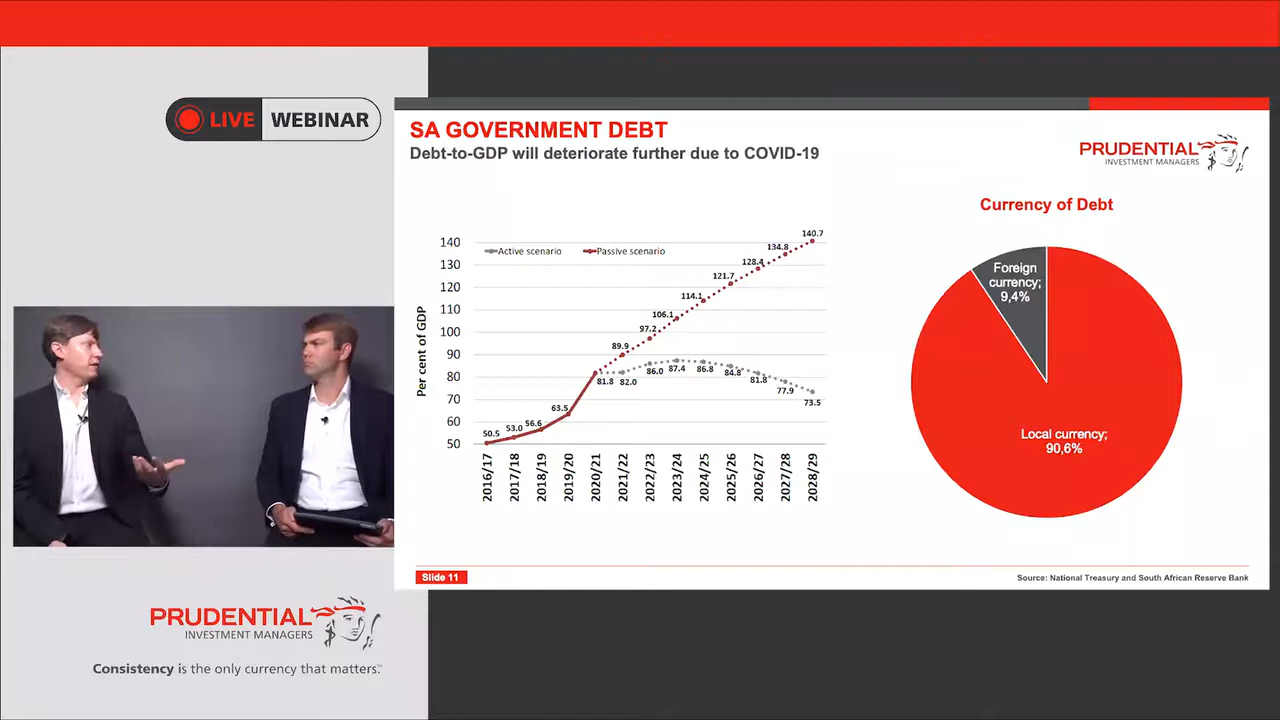 LIVE WEBINAR
SA GOVERNMENT DEBT
Debt-to-GDP will deteriorate further due to COVID-19
PRUDENTIAL
INVESTMENT MANAGERS
Currency of Debt
Per cent of GDP
140
130
120
110
100
90
80
70
60
50
Active scenario
Passive scenario
50.5
53.0
56.6
63.5
81.8
89.9
97.2
106.1
114.1
121.7
128.4
134.8
140.7
82.0
86.0
87.4
86.8
84.8
81.8
77.9
73.5
2016/17
2017/18
2018/19
2019/20
2020/21
2021/22
2022/23
2023/24
2024/25
2025/26
2026/27
2027/28
2028/29
Foreign
currency;
9,4%
Local currency;
90,6%
Slide 11
Source: National Treasury and South African Reserve Bank
PRUDENTIAL
INVESTMENT MANAGERS
Consistency is the only currency that matters.™